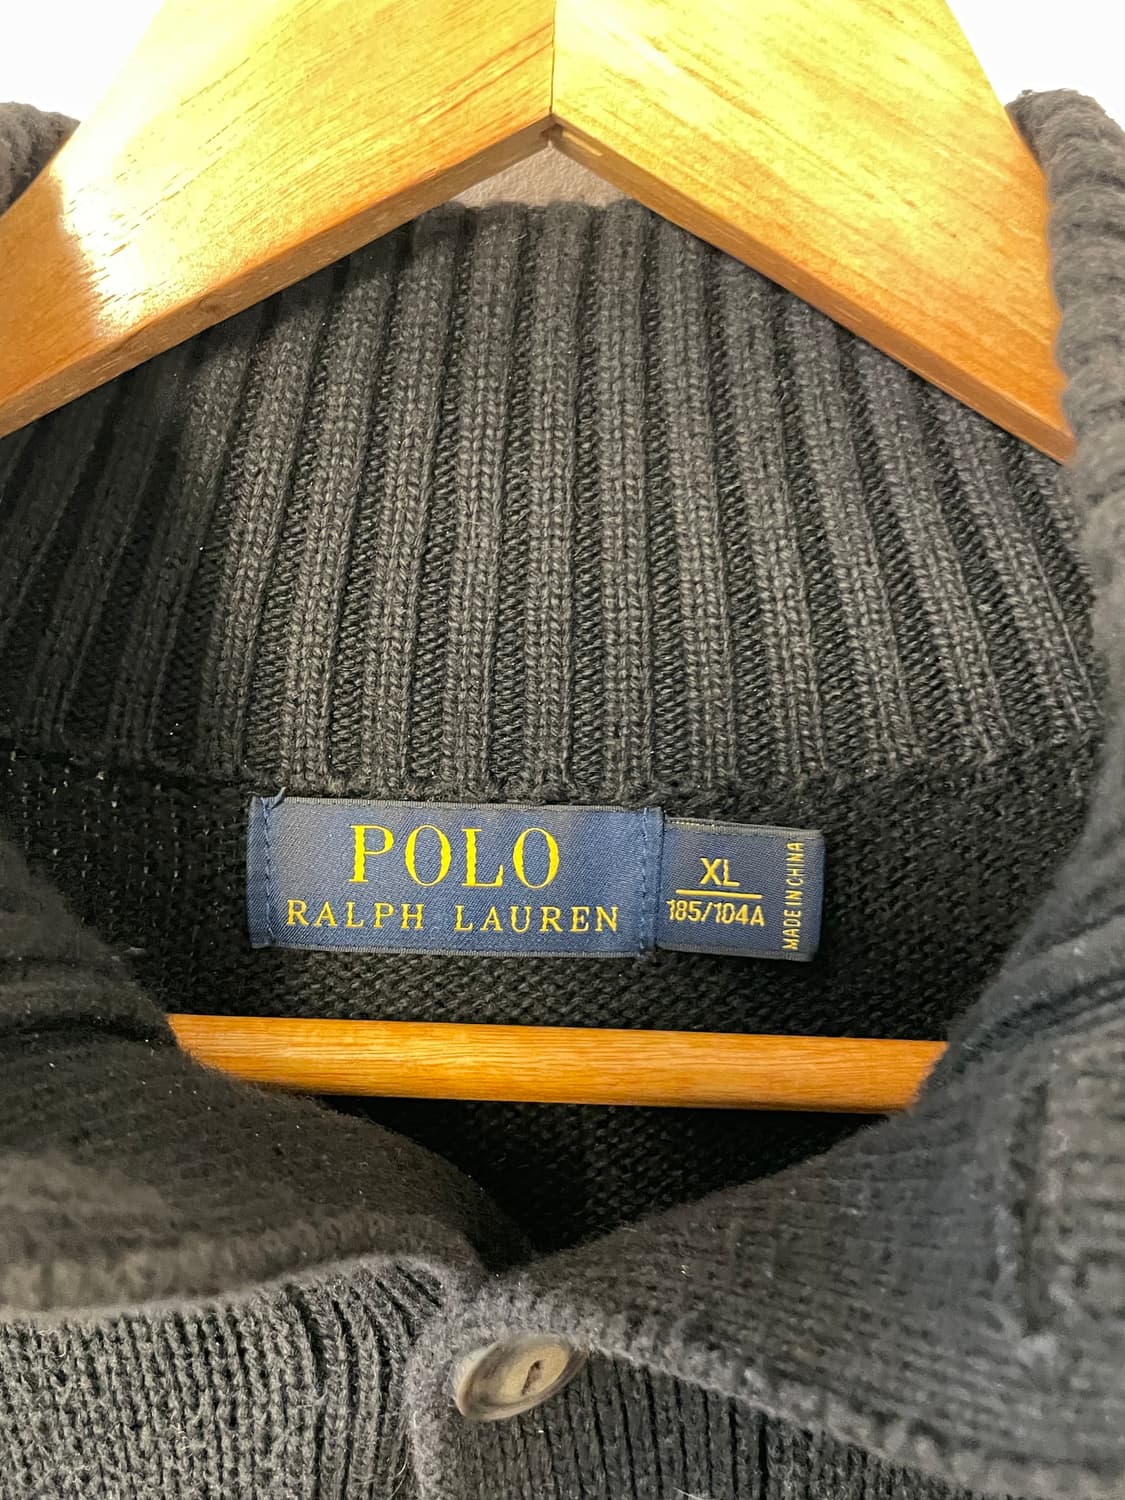 POLO
RALPH LAUREN
XL
185/104A
MADE IN CHINA